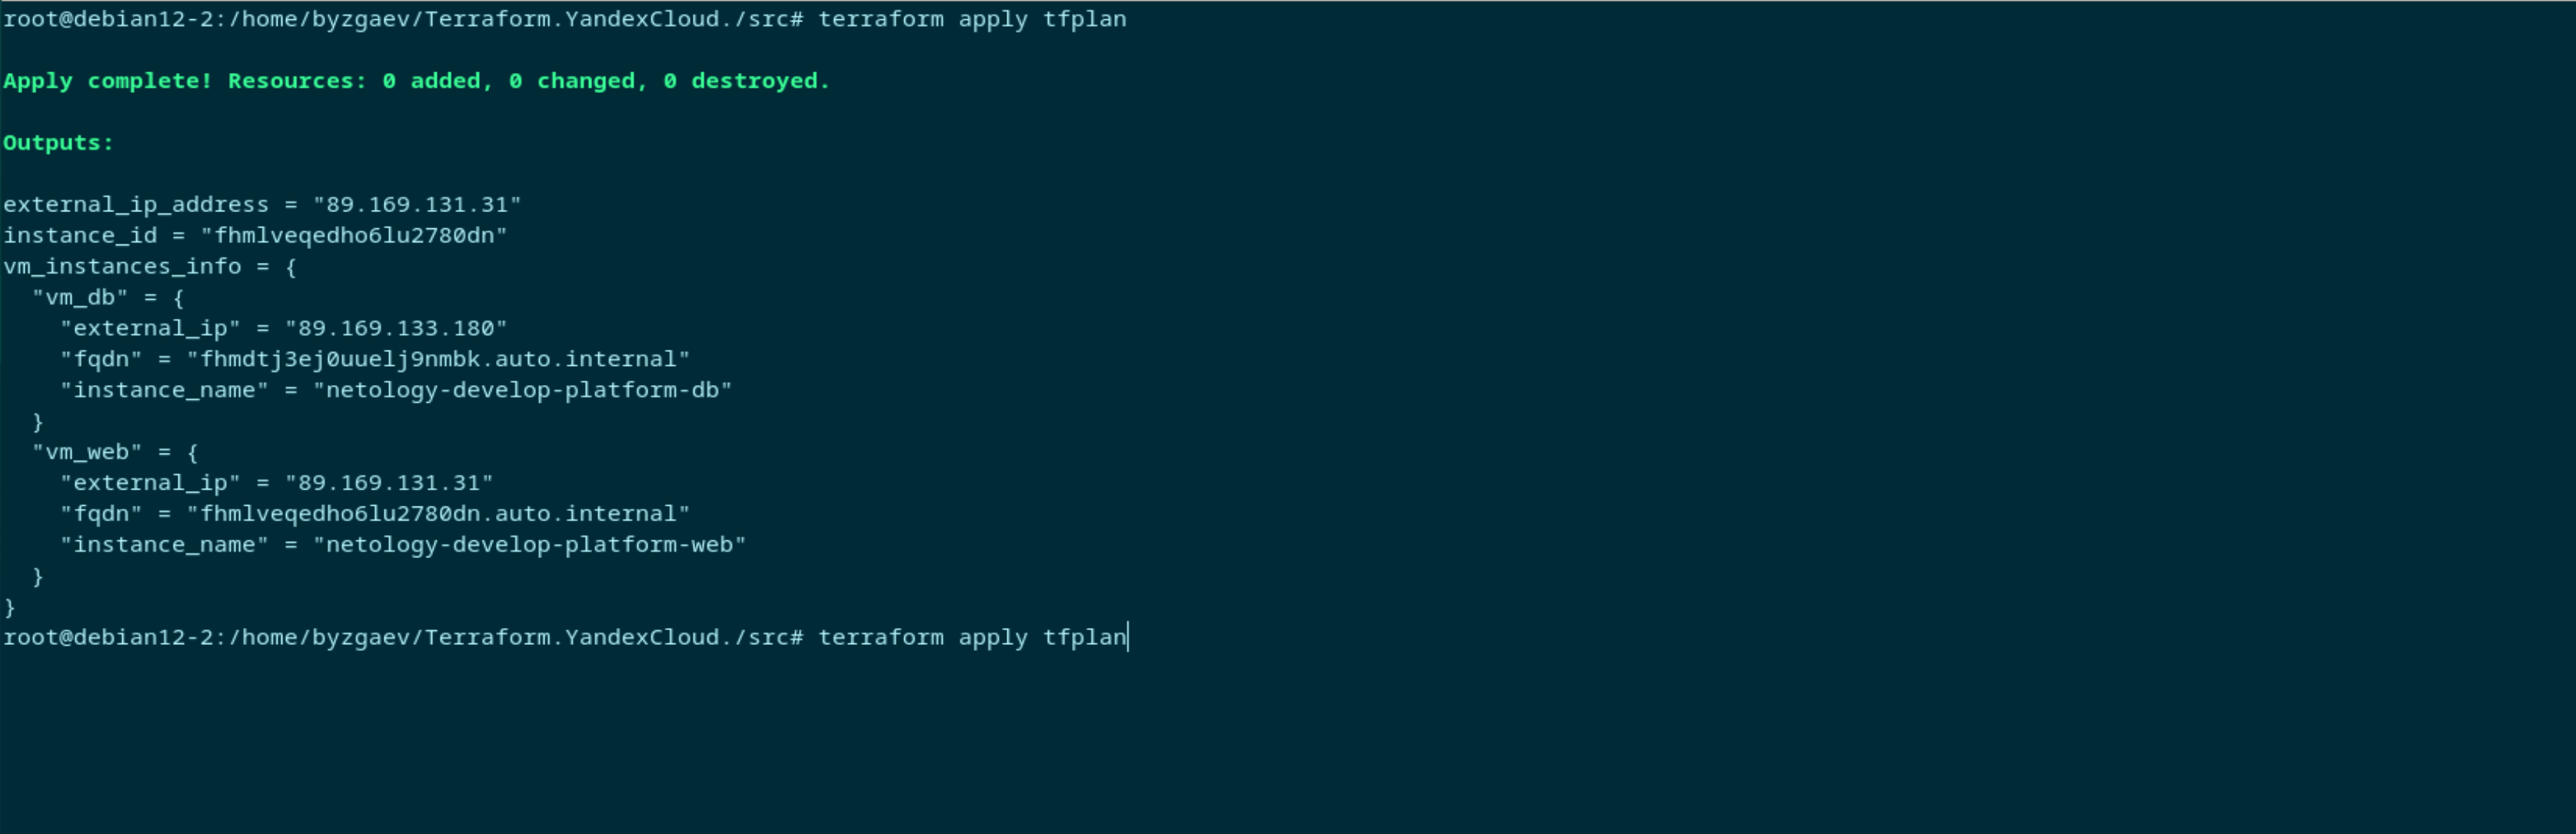 root@debian12-2:/home/byzgaev/Terraform.YandexCloud./src# terraform apply tfplan
Apply complete! Resources: 0 added, 0 changed, 0 destroyed.
Outputs:
external_ip_address = "89.169.131.31"
instance_id = "fhmlveqedho6lu2780dn"
vm_instances_info = {
  "vm_db" = {
    "external_ip" = "89.169.133.180"
    "fqdn" = "fhmdtj3ej0uuelj9nmbk.auto.internal"
    "instance_name" = "netology-develop-platform-db"
  }
  "vm_web" = {
    "external_ip" = "89.169.131.31"
    "fqdn" = "fhmlveqedho6lu2780dn.auto.internal"
    "instance_name" = "netology-develop-platform-web"
  }
}
root@debian12-2:/home/byzgaev/Terraform.YandexCloud./src# terraform apply tfplan